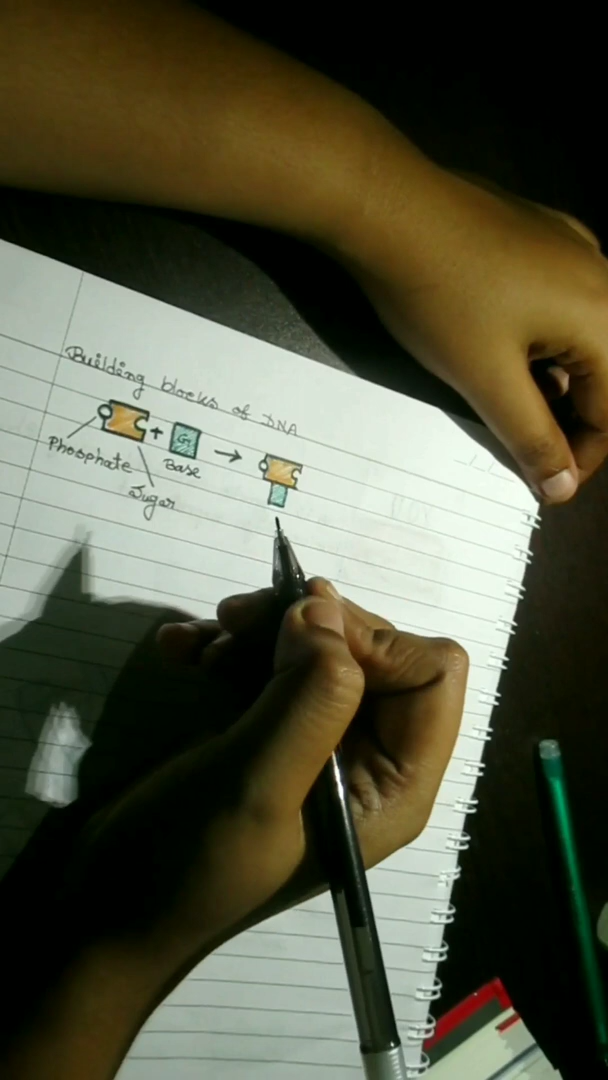 Building blocks of DNA
+ G →
Phosphate Base
Sugar